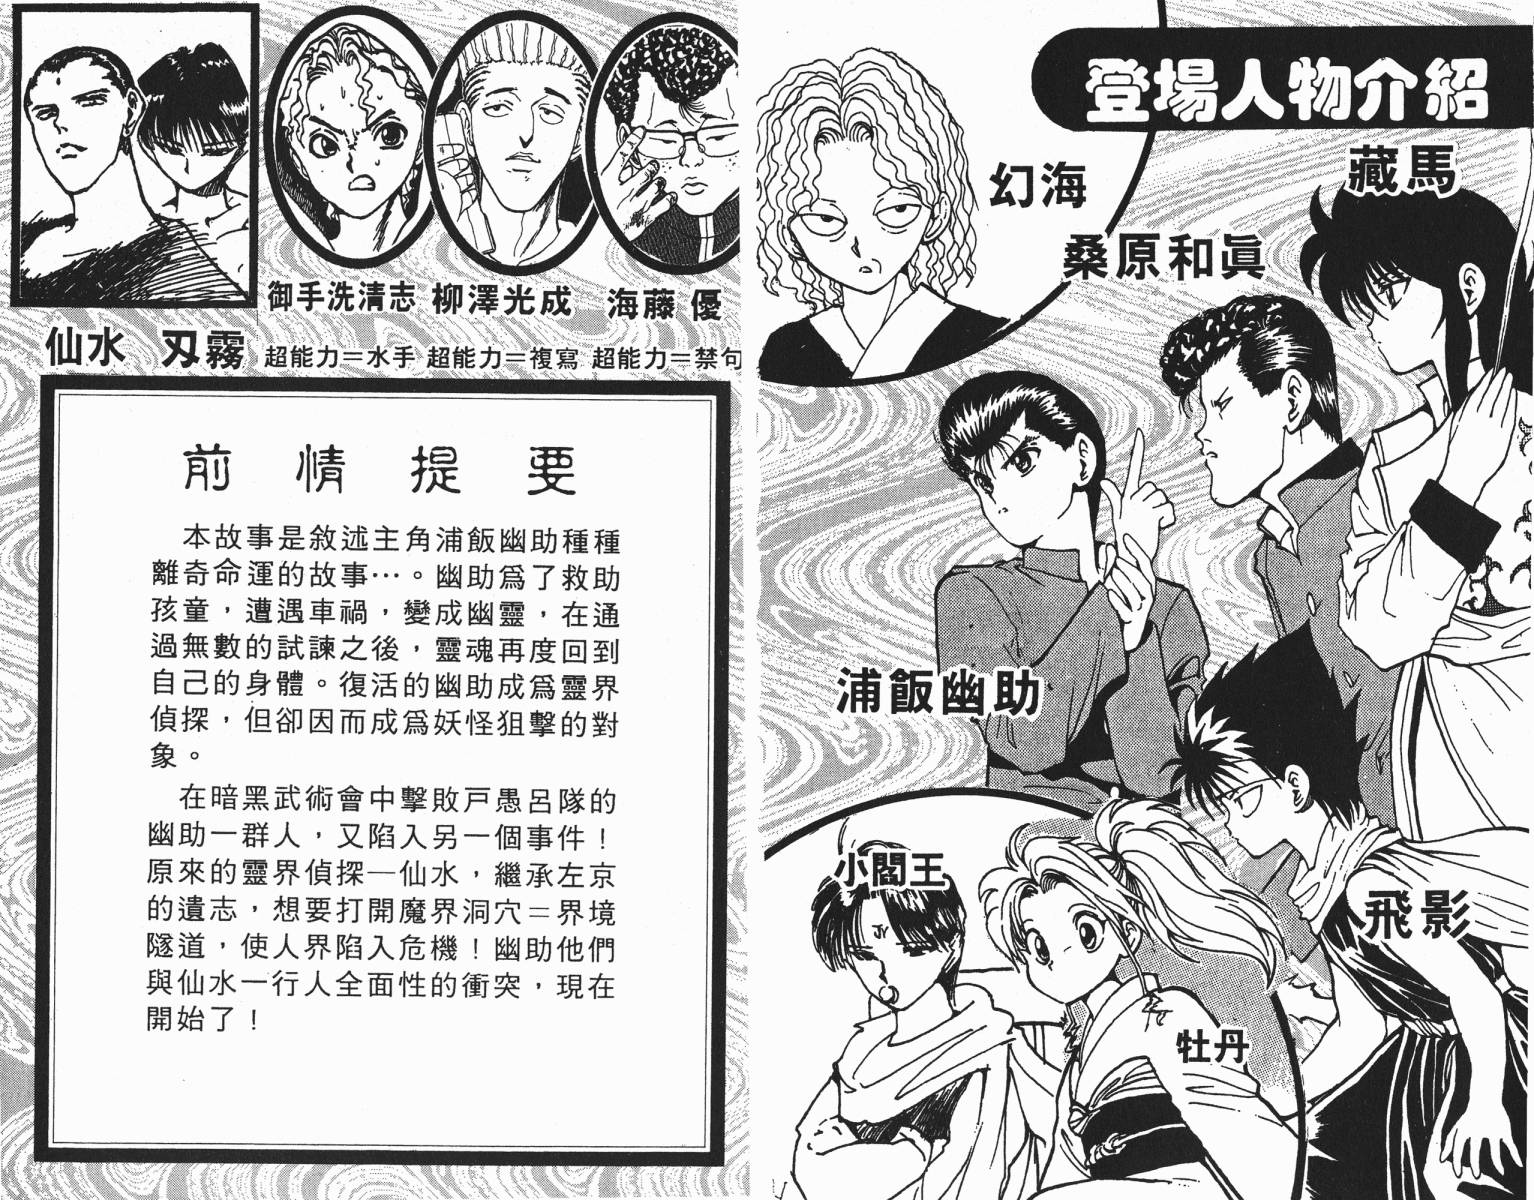 登場人物介紹
藏馬
幻海
桑原和眞
浦飯幽助
飛影
小閻王
牡丹
JY
御手洗清志
柳澤光成
海藤 優
仙水
刄霧
超能力=水手
超能力=複寫
超能力=禁句
前情提要
本故事是敘述主角浦飯幽助種種
離奇命運的故事…。幽助爲了救助
孩童，遭遇車禍，變成幽靈，在通
過無數的試諫之後，靈魂再度回到
自己的身體。復活的幽助成爲靈界
偵探，但卻因而成爲妖怪狙擊的對
象。
在暗黑武術會中擊敗戸愚呂隊的
幽助一群人，又陷入另一個事件！
原來的靈界偵探—仙水，繼承左京
的遺志，想要打開魔界洞穴=界境
隧道，使人界陷入危機！幽助他們
與仙水一行人全面性的衝突，現在
開始了！